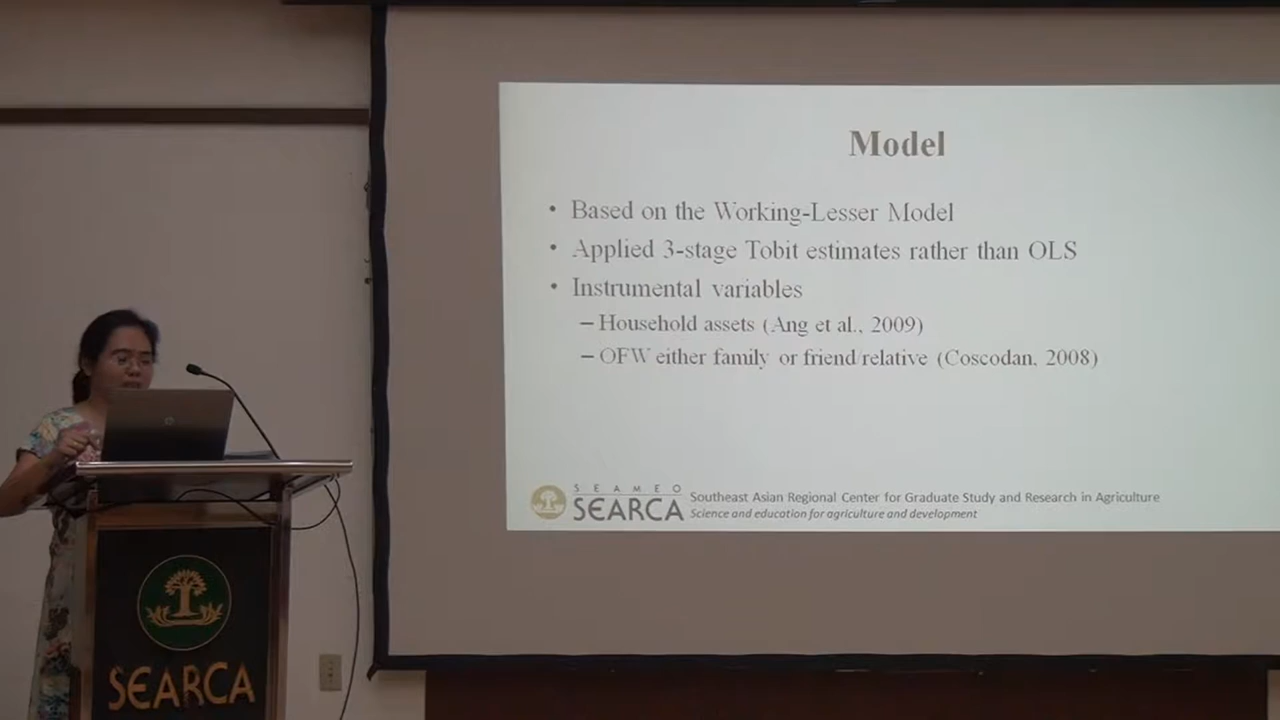 Model
• Based on the Working-Lesser Model
• Applied 3-stage Tobit estimates rather than OLS
• Instrumental variables
– Household assets (Ang et al., 2009)
– OFW either family or friend/relative (Coscodan, 2008)
SEAMEO
SEARCA
Southeast Asian Regional Center for Graduate Study and Research in Agriculture
Science and education for agriculture and development
SEARCA